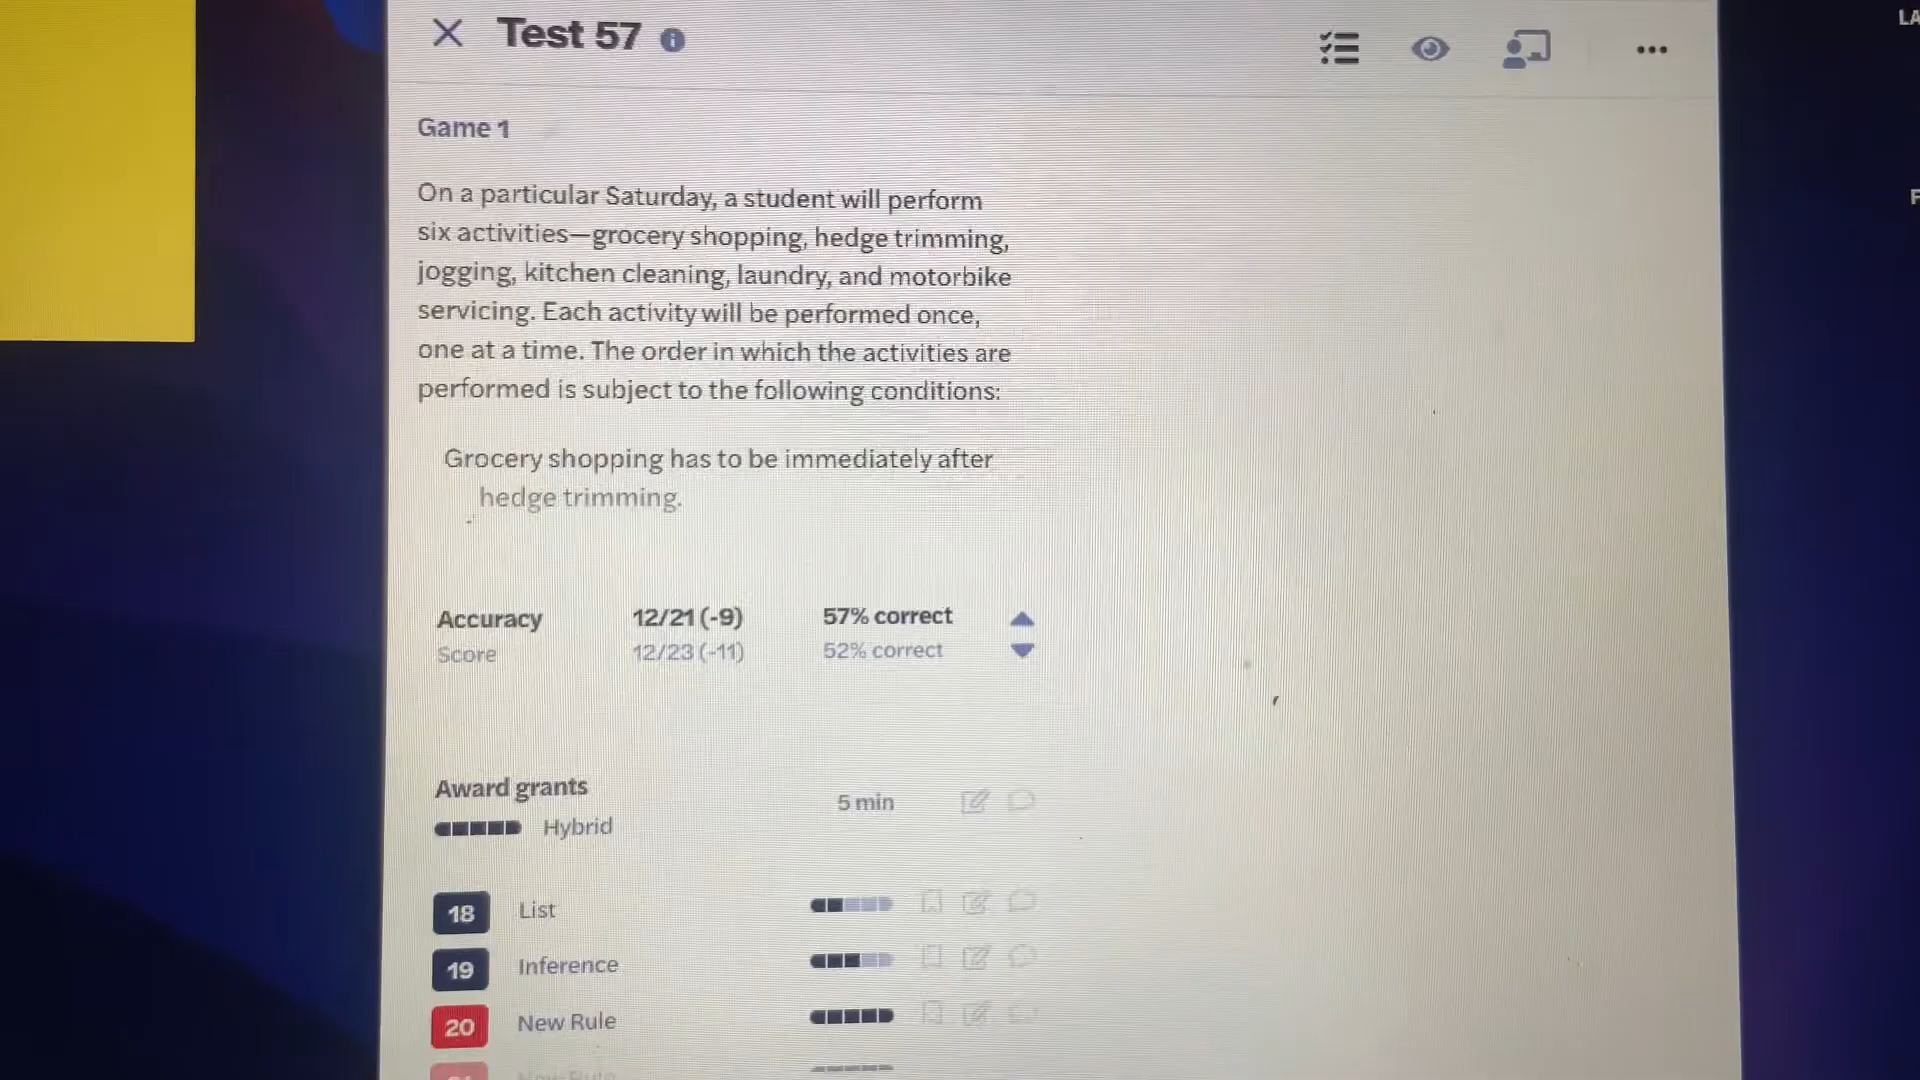 Test 57
LA
F
Game 1
On a particular Saturday, a student will perform
six activities—grocery shopping, hedge trimming,
jogging, kitchen cleaning, laundry, and motorbike
servicing. Each activity will be performed once,
one at a time. The order in which the activities are
performed is subject to the following conditions:
Grocery shopping has to be immediately after
hedge trimming.
Accuracy 12/21 (-9) 57% correct
Score 12/23 (-11) 52% correct
Award grants
5 min
Hybrid
18 List
19 Inference
20 New Rule